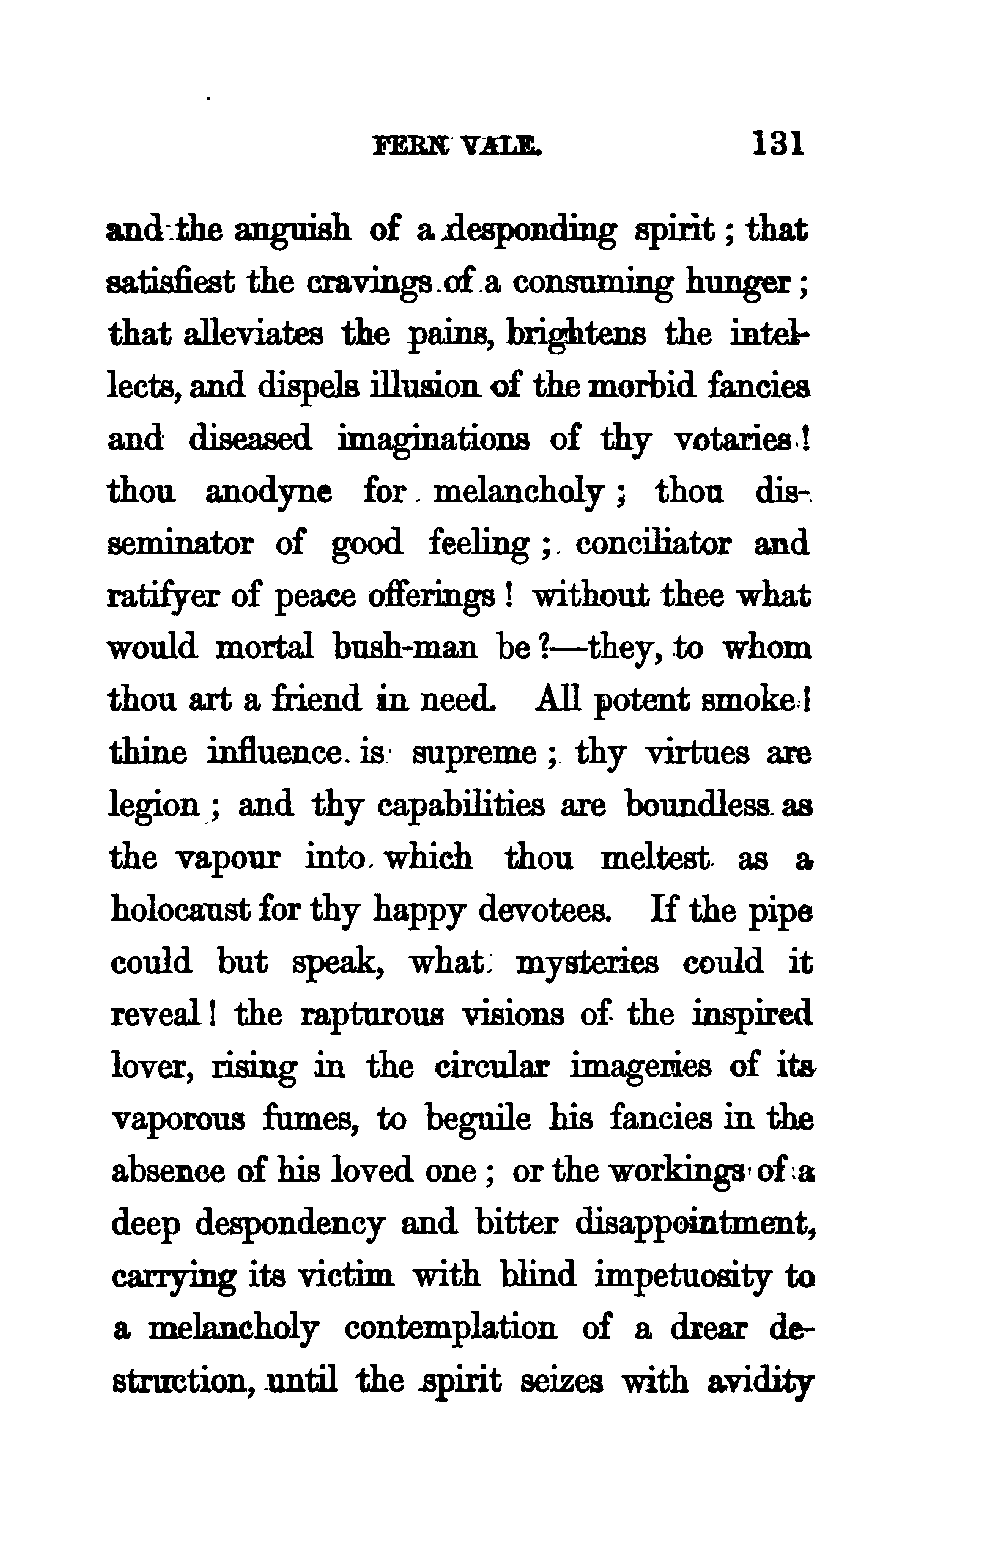 FERN VALE. 131
and the anguish of a desponding spirit ; that
satisfiest the cravings of a consuming hunger ;
that alleviates the pains, brightens the intel-
lects, and dispels illusion of the morbid fancies
and diseased imaginations of thy votaries !
thou anodyne for melancholy ; thou dis-
seminator of good feeling ; conciliator and
ratifyer of peace offerings ! without thee what
would mortal bush-man be ?—they, to whom
thou art a friend in need. All potent smoke !
thine influence is supreme ; thy virtues are
legion ; and thy capabilities are boundless as
the vapour into which thou meltest as a
holocaust for thy happy devotees. If the pipe
could but speak, what mysteries could it
reveal ! the rapturous visions of the inspired
lover, rising in the circular imageries of its
vaporous fumes, to beguile his fancies in the
absence of his loved one ; or the workings of a
deep despondency and bitter disappointment,
carrying its victim with blind impetuosity to
a melancholy contemplation of a drear de-
struction, until the spirit seizes with avidity